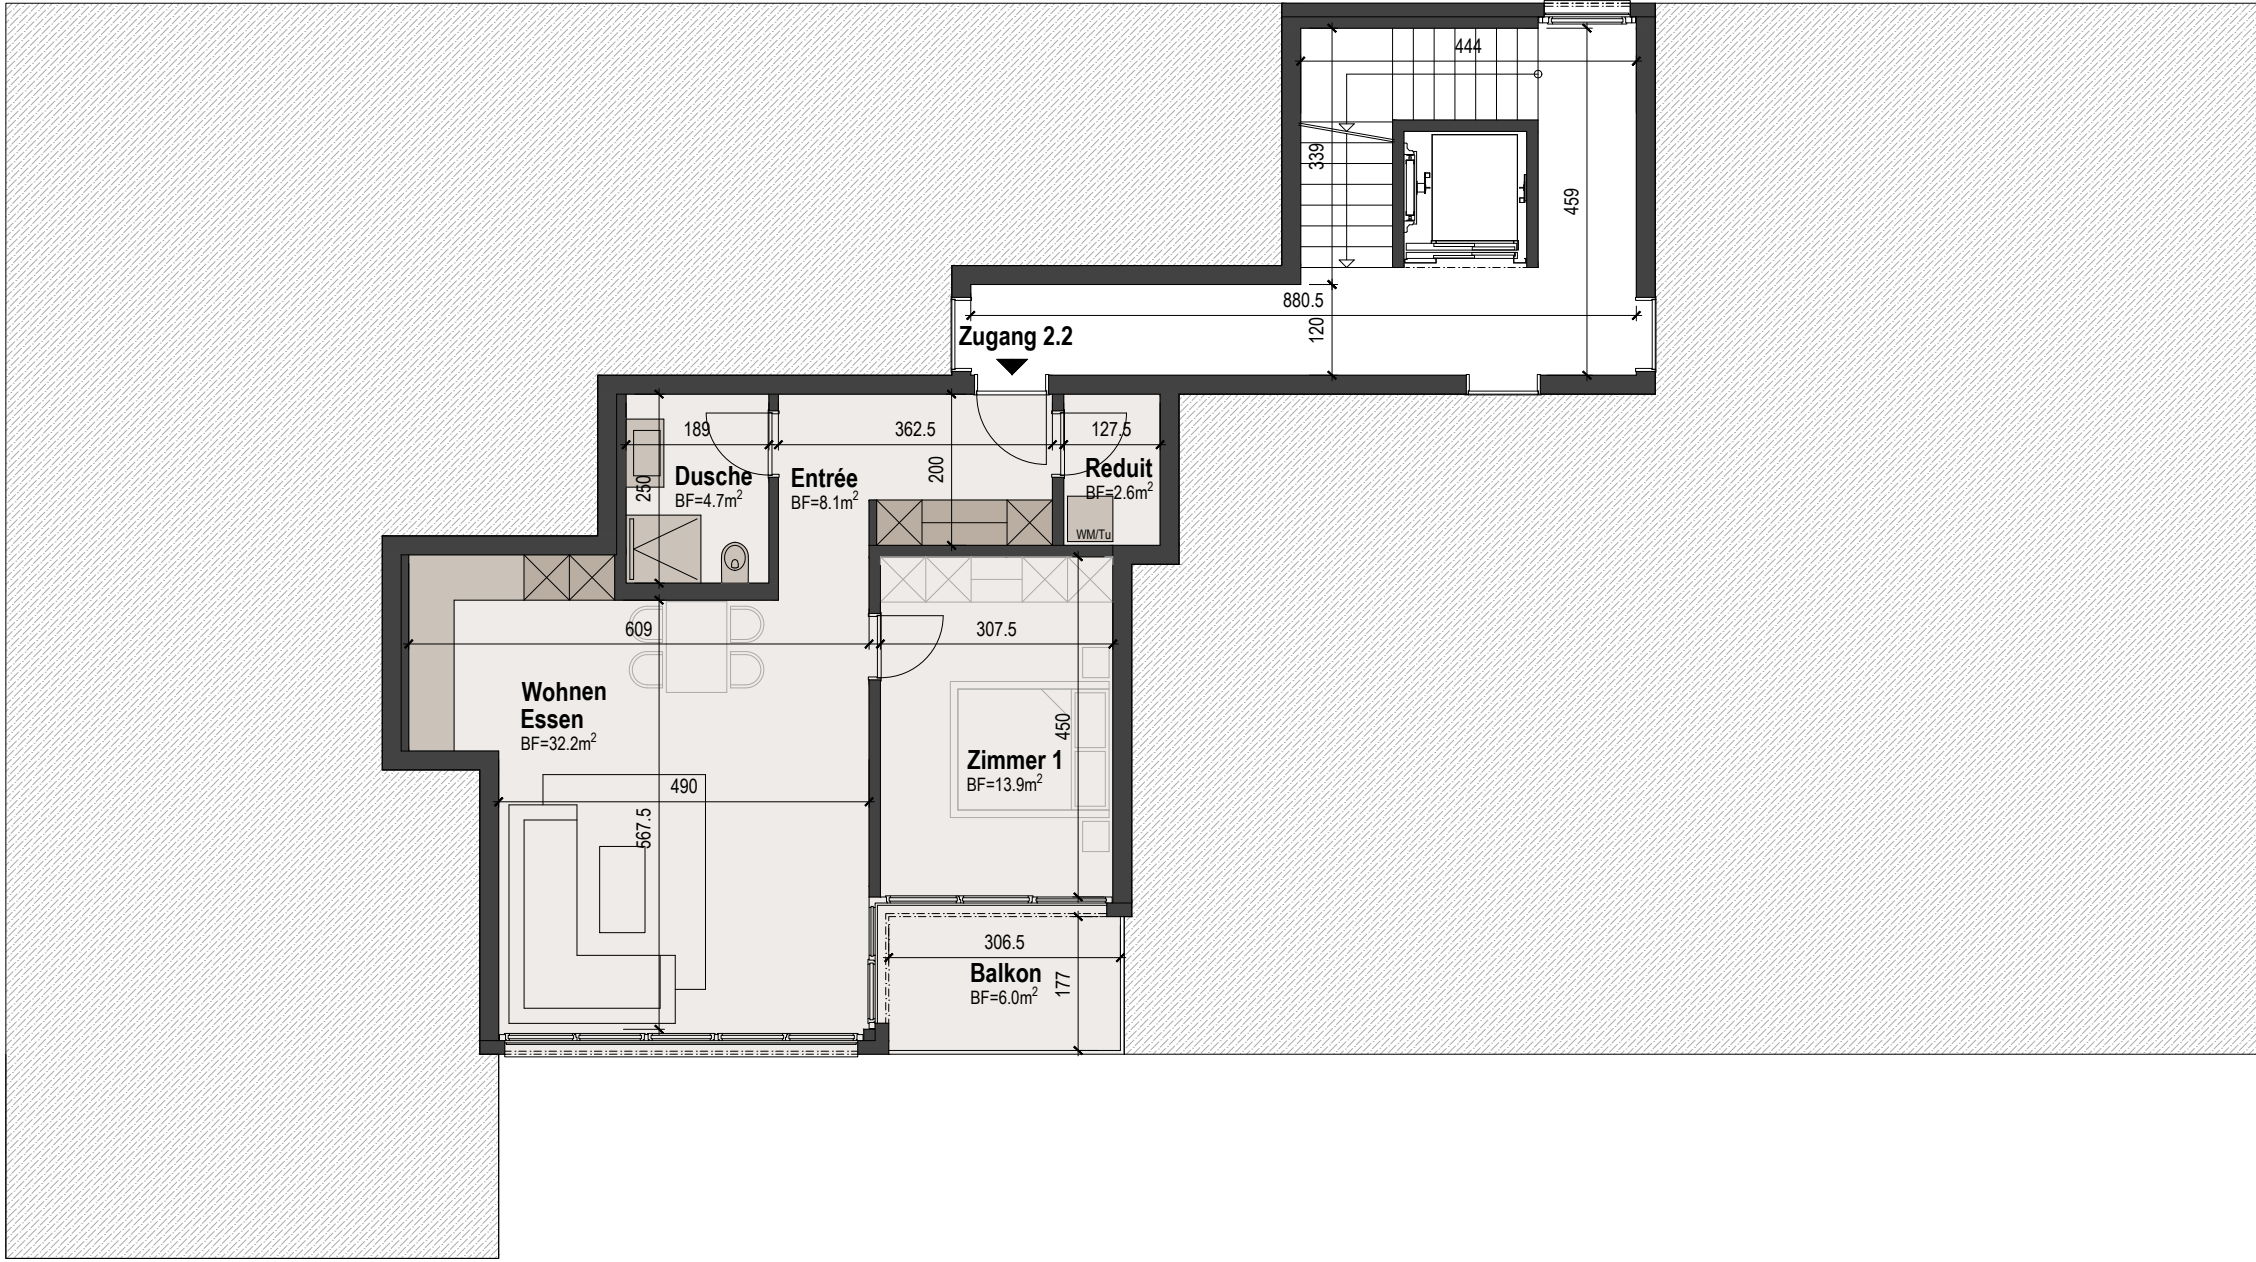 444
339
459
880.5
120
Zugang 2.2
189
362.5
127.5
200
250
Dusche
BF=4.7m²
Entrée
BF=8.1m²
Reduit
BF=2.6m²
WM/Tu
609
307.5
Wohnen
Essen
BF=32.2m²
450
Zimmer 1
BF=13.9m²
490
567.5
306.5
Balkon
BF=6.0m²
177